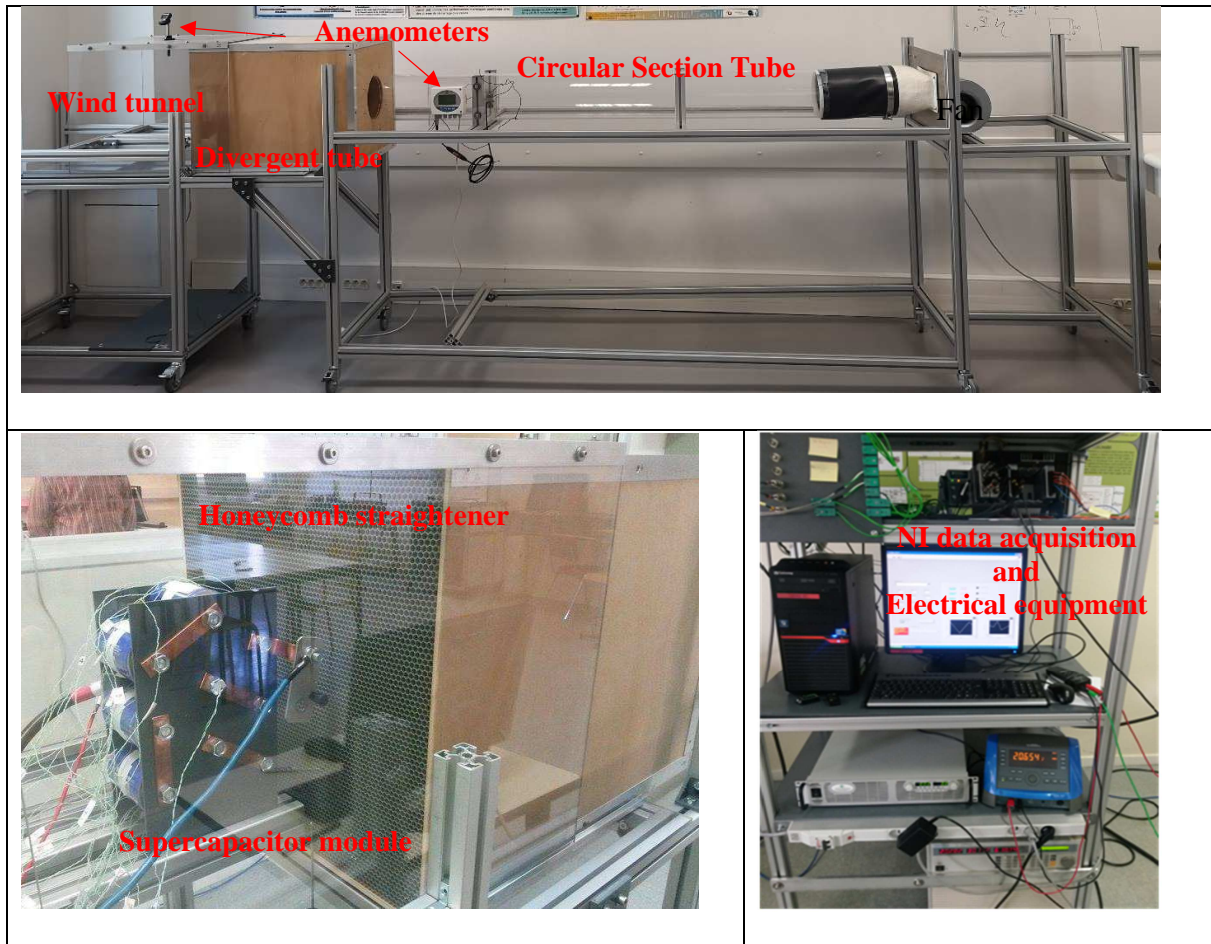 Anemometers
Circular Section Tube
Wind tunnel
Fan
Divergent tube
Honeycomb straightener
Supercapacitor module
NI data acquisition
and
Electrical equipment